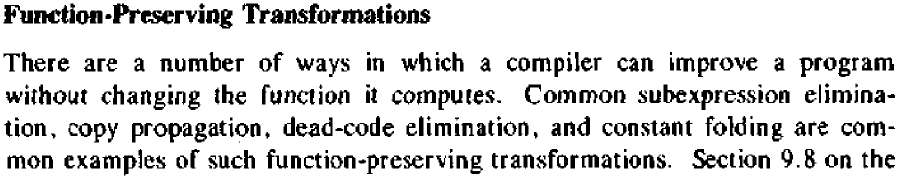 Function-Preserving Transformations
There are a number of ways in which a compiler can improve a program
without changing the function it computes. Common subexpression elimina-
tion, copy propagation, dead-code elimination, and constant folding are com-
mon examples of such function-preserving transformations. Section 9.8 on the